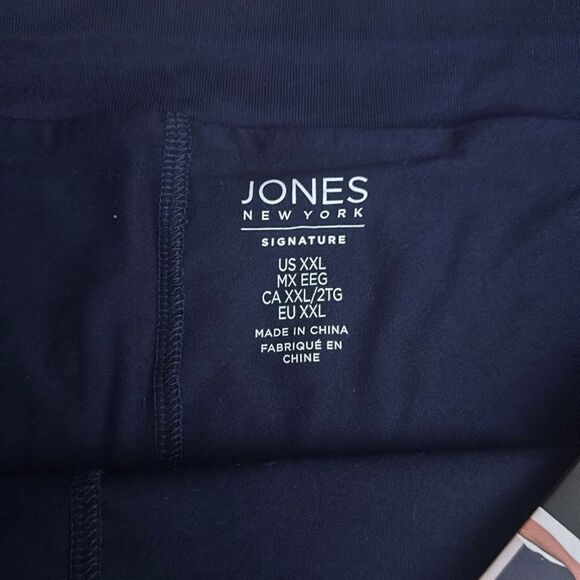 JONES
NEW YORK
SIGNATURE
US XXL
MX EEG
CA XXL/2TG
EU XXL
MADE IN CHINA
FABRIQUÉ EN
CHINE